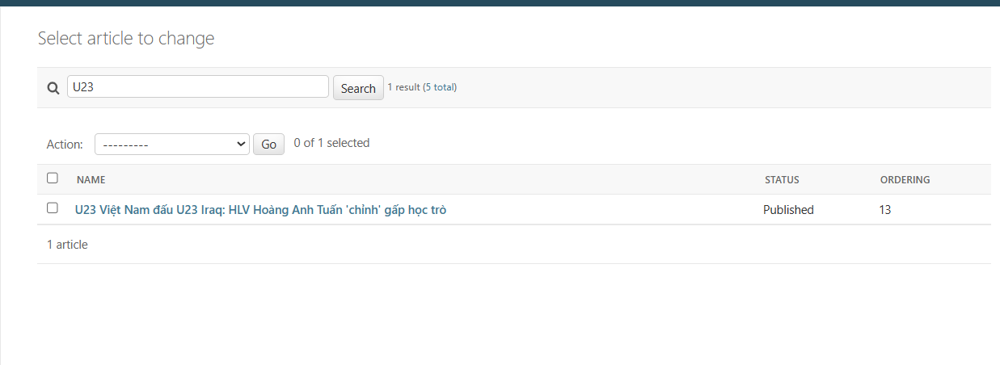 Select article to change
U23 Search 1 result (5 total)
Action: --------- Go 0 of 1 selected
NAME STATUS ORDERING
U23 Việt Nam đấu U23 Iraq: HLV Hoàng Anh Tuấn 'chỉnh' gấp học trò Published 13
1 article